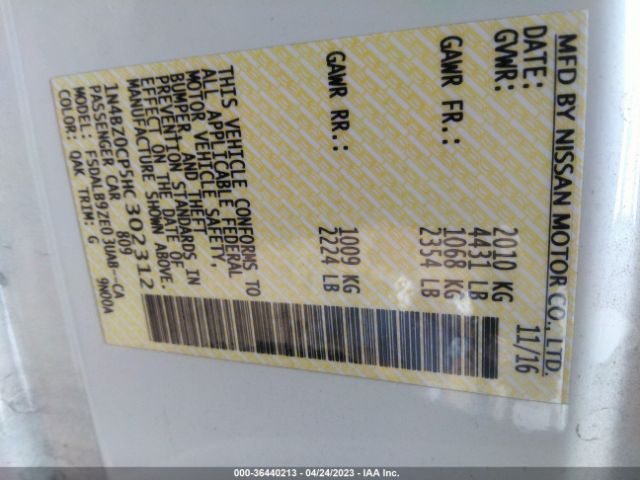 MFD BY NISSAN MOTOR CO., LTD.
DATE: 11/16
GVWR: 2010 KG
4431 LB
GAWR FR.: 1068 KG
2354 LB
GAWR RR.: 1009 KG
2224 LB
THIS VEHICLE CONFORMS TO
ALL APPLICABLE FEDERAL
MOTOR VEHICLE SAFETY,
BUMPER, AND THEFT
PREVENTION STANDARDS IN
EFFECT ON THE DATE OF
MANUFACTURE SHOWN ABOVE.
1N4BZ0CP5HC302312
PASSENGER CAR 809
MODEL: FSDALB9ZE03UAB--CA
COLOR: QAK TRIM: G 9N00A
000-36440213 - 04/24/2023 - IAA Inc.